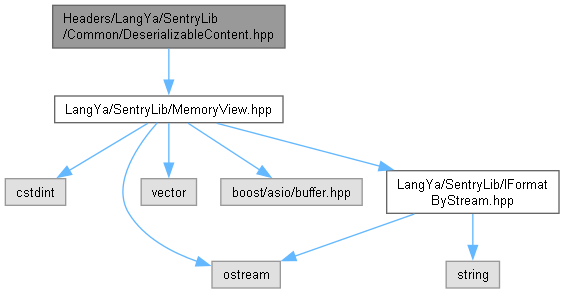 Headers/LangYa/SentryLib
/Common/DeserializableContent.hpp
LangYa/SentryLib/MemoryView.hpp
cstdint
vector
boost/asio/buffer.hpp
LangYa/SentryLib/IFormat
ByStream.hpp
ostream
string